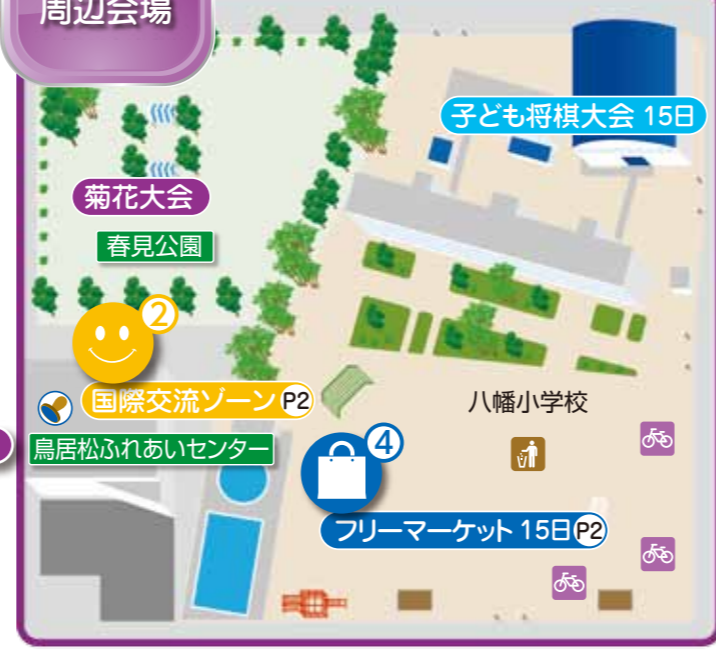 周辺会場
子ども将棋大会 15日
菊花大会
春見公園
②
国際交流ゾーン P2
八幡小学校
鳥居松ふれあいセンター
④
フリーマーケット 15日 P2